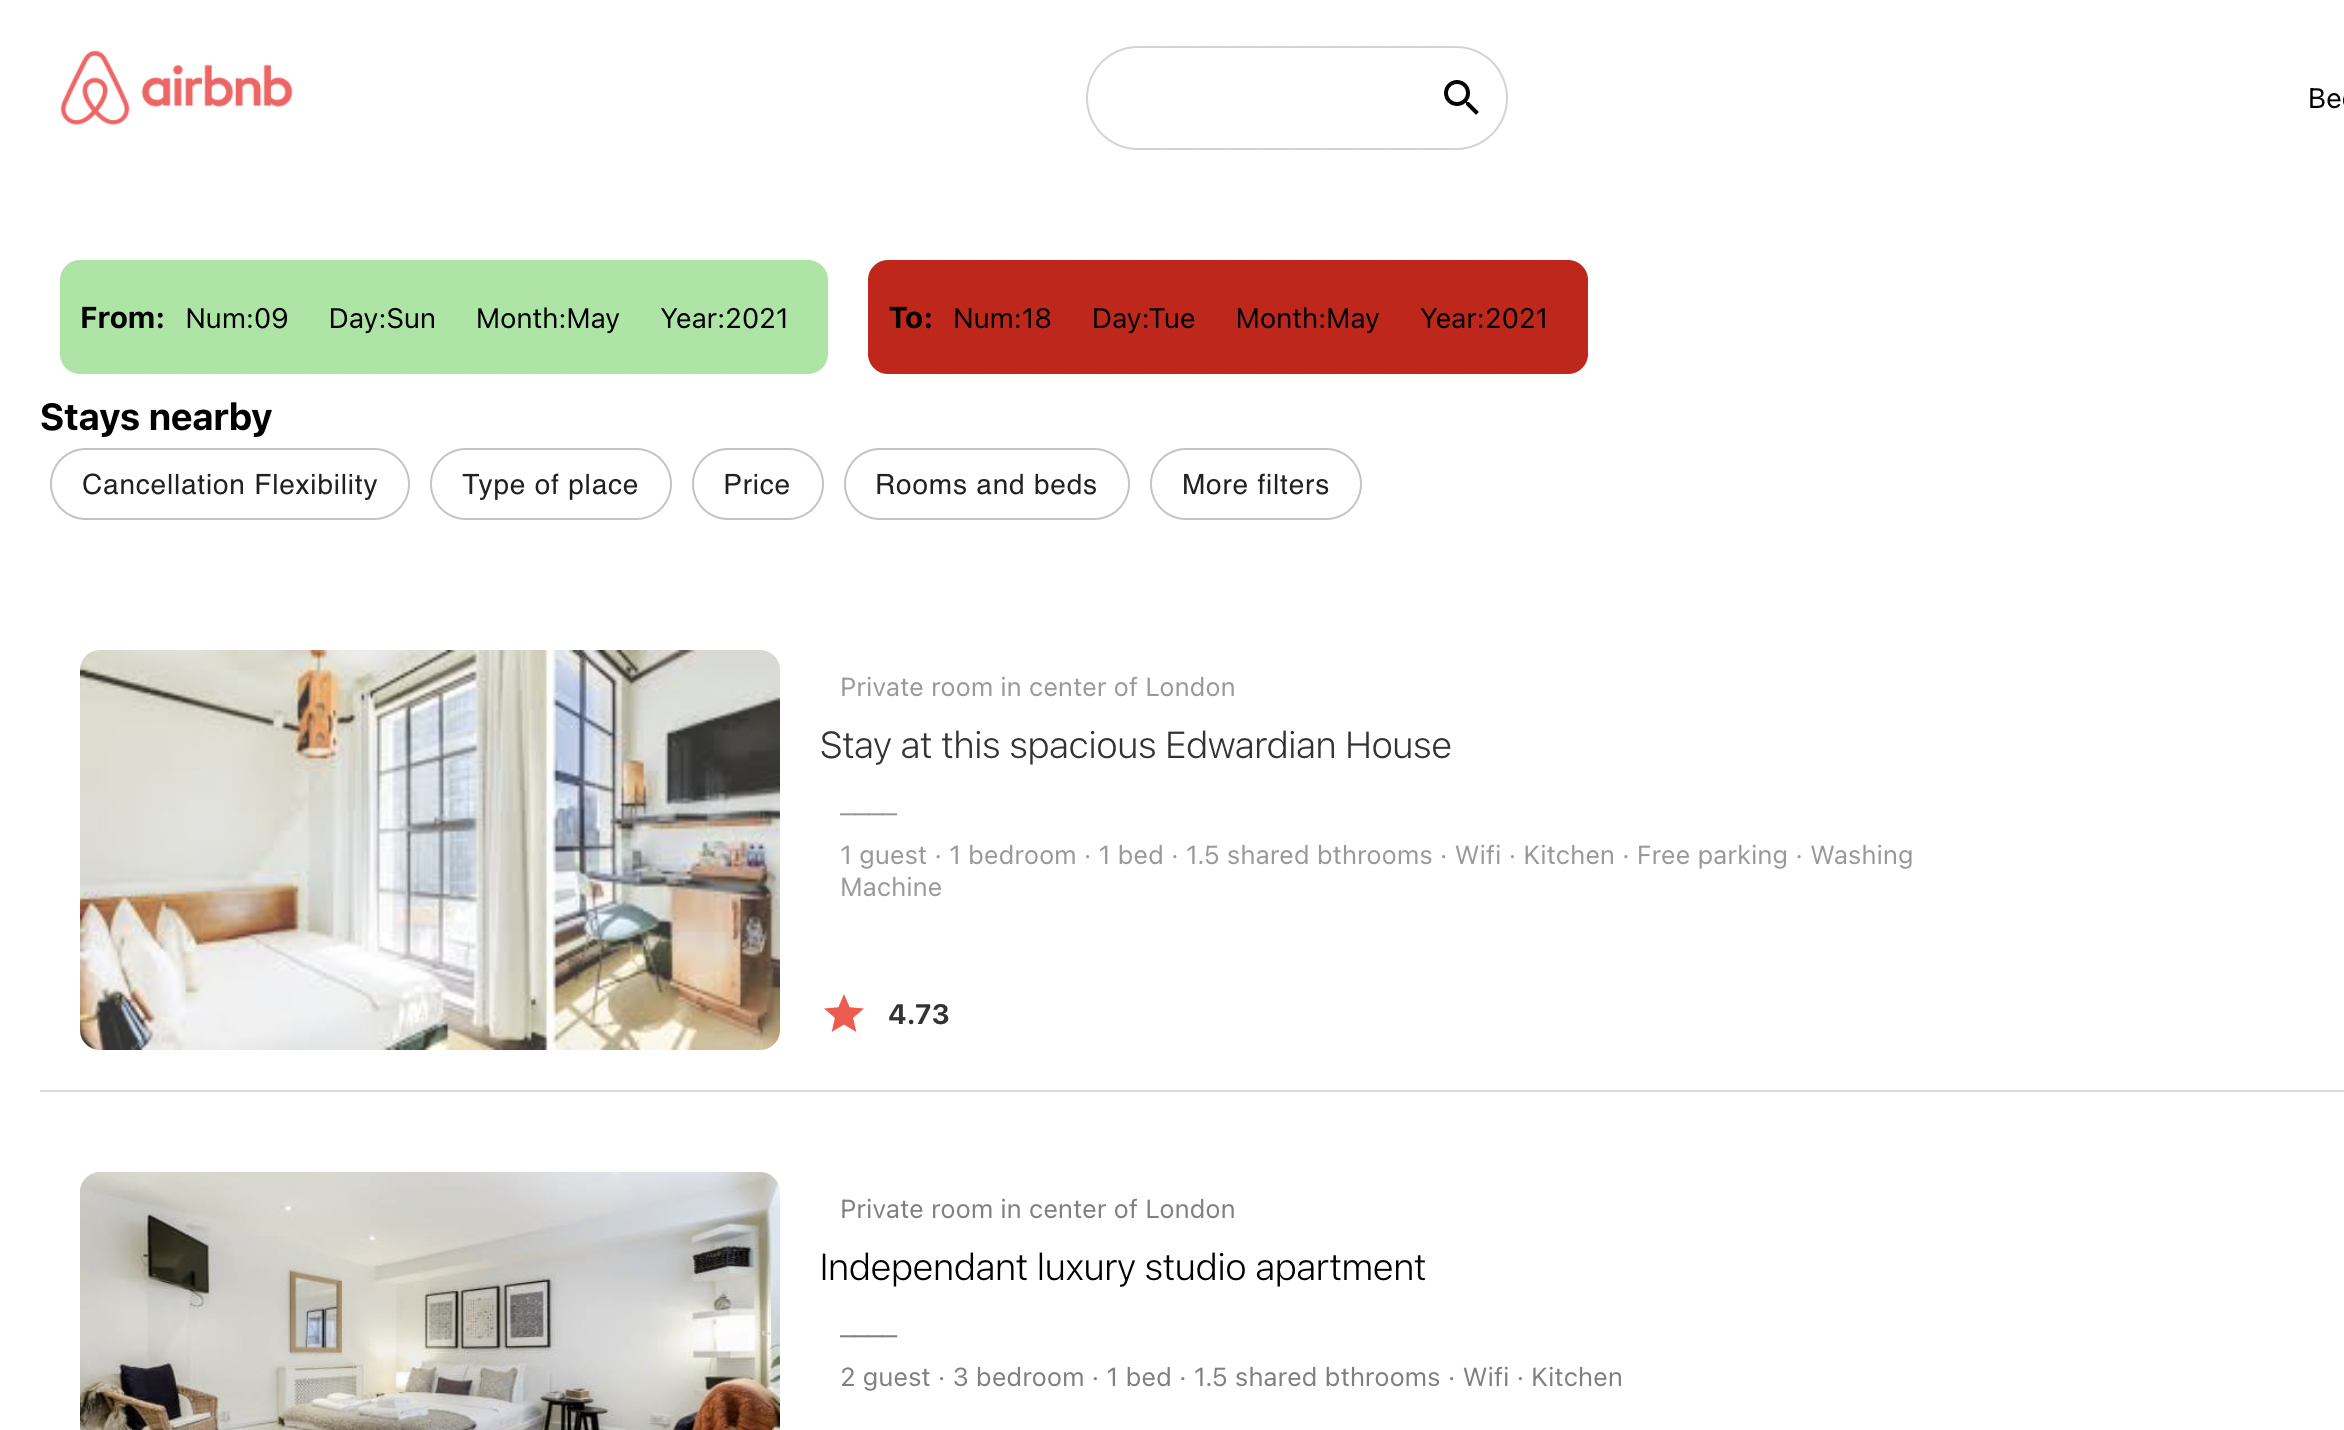 airbnb
From: Num:09 Day:Sun Month:May Year:2021
To: Num:18 Day:Tue Month:May Year:2021
Stays nearby
Cancellation Flexibility
Type of place
Price
Rooms and beds
More filters
Private room in center of London
Stay at this spacious Edwardian House
1 guest · 1 bedroom · 1 bed · 1.5 shared bthrooms · Wifi · Kitchen · Free parking · Washing
Machine
4.73
Private room in center of London
Independant luxury studio apartment
2 guest · 3 bedroom · 1 bed · 1.5 shared bthrooms · Wifi · Kitchen